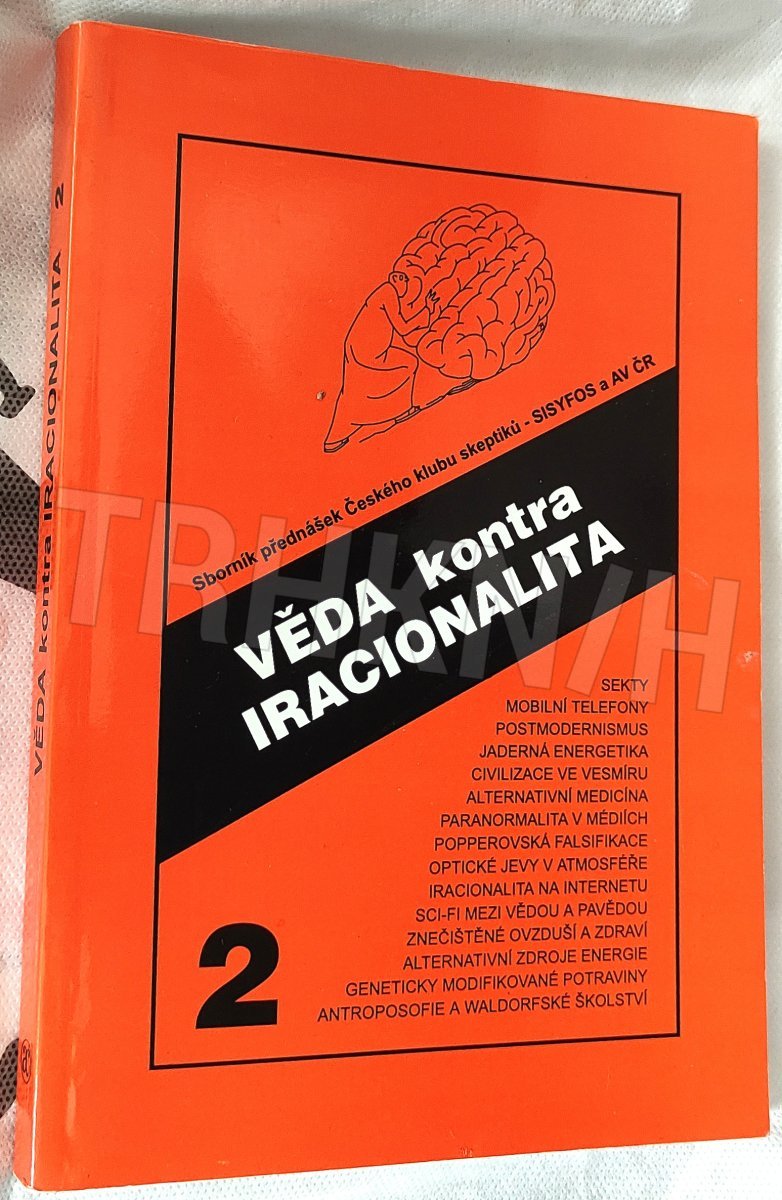 Sborník přednášek Českého klubu skeptiků - SISYFOS a AV ČR
VĚDA kontra
IRACIONALITA
SEKTY
MOBILNÍ TELEFONY
POSTMODERNISMUS
JADERNÁ ENERGETIKA
CIVILIZACE VE VESMÍRU
ALTERNATIVNÍ MEDICÍNA
PARANORMALITA V MÉDIÍCH
POPPEROVSKÁ FALSIFIKACE
OPTICKÉ JEVY V ATMOSFÉŘE
IRACIONALITA NA INTERNETU
SCI-FI MEZI VĚDOU A PAVĚDOU
ZNEČIŠTĚNÉ OVZDUŠÍ A ZDRAVÍ
ALTERNATIVNÍ ZDROJE ENERGIE
GENETICKY MODIFIKOVANÉ POTRAVINY
ANTROPOSOFIE A WALDORFSKÉ ŠKOLSTVÍ
2
VĚDA kontra IRACIONALITA 2
TRHKN/H